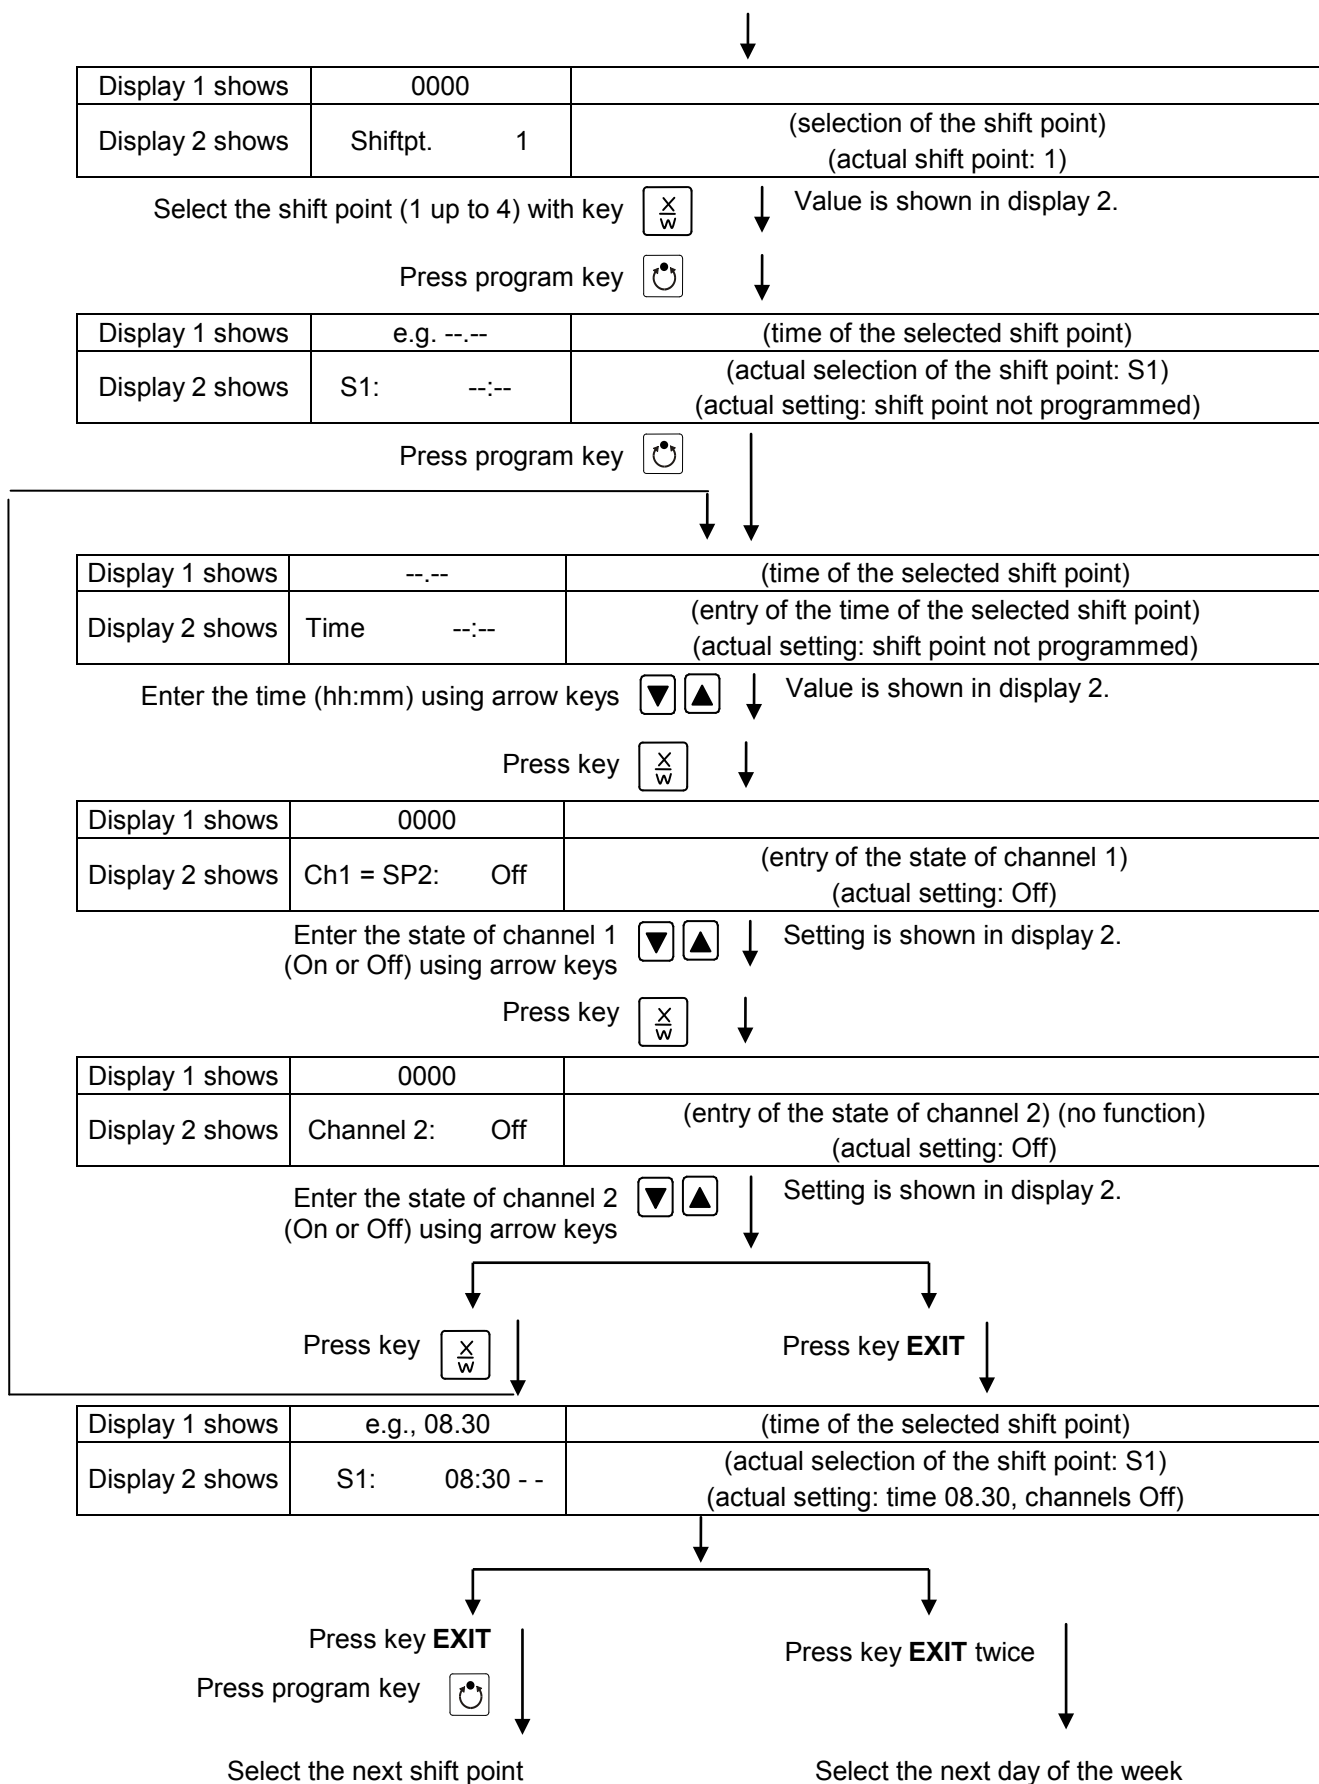 Display 1 shows 0000
Display 2 shows Shiftpt. 1 (selection of the shift point)
(actual shift point: 1)
Select the shift point (1 up to 4) with key X W Value is shown in display 2.
Press program key
Display 1 shows e.g. --.-- (time of the selected shift point)
Display 2 shows S1: --:-- (actual selection of the shift point: S1)
(actual setting: shift point not programmed)
Press program key
Display 1 shows --.-- (time of the selected shift point)
Display 2 shows Time --:-- (entry of the time of the selected shift point)
(actual setting: shift point not programmed)
Enter the time (hh:mm) using arrow keys Value is shown in display 2.
Press key X W
Display 1 shows 0000
Display 2 shows Ch1 = SP2: Off (entry of the state of channel 1)
(actual setting: Off)
Enter the state of channel 1 Setting is shown in display 2.
(On or Off) using arrow keys
Press key X W
Display 1 shows 0000
Display 2 shows Channel 2: Off (entry of the state of channel 2) (no function)
(actual setting: Off)
Enter the state of channel 2 Setting is shown in display 2.
(On or Off) using arrow keys
Press key X W Press key EXIT
Display 1 shows e.g., 08.30 (time of the selected shift point)
Display 2 shows S1: 08:30 - - (actual selection of the shift point: S1)
(actual setting: time 08.30, channels Off)
Press key EXIT Press key EXIT twice
Press program key
Select the next shift point Select the next day of the week